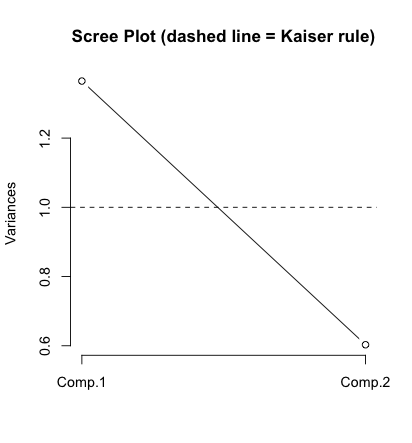 Scree Plot (dashed line = Kaiser rule)
Variances
1.2
1.0
0.8
0.6
Comp.1
Comp.2